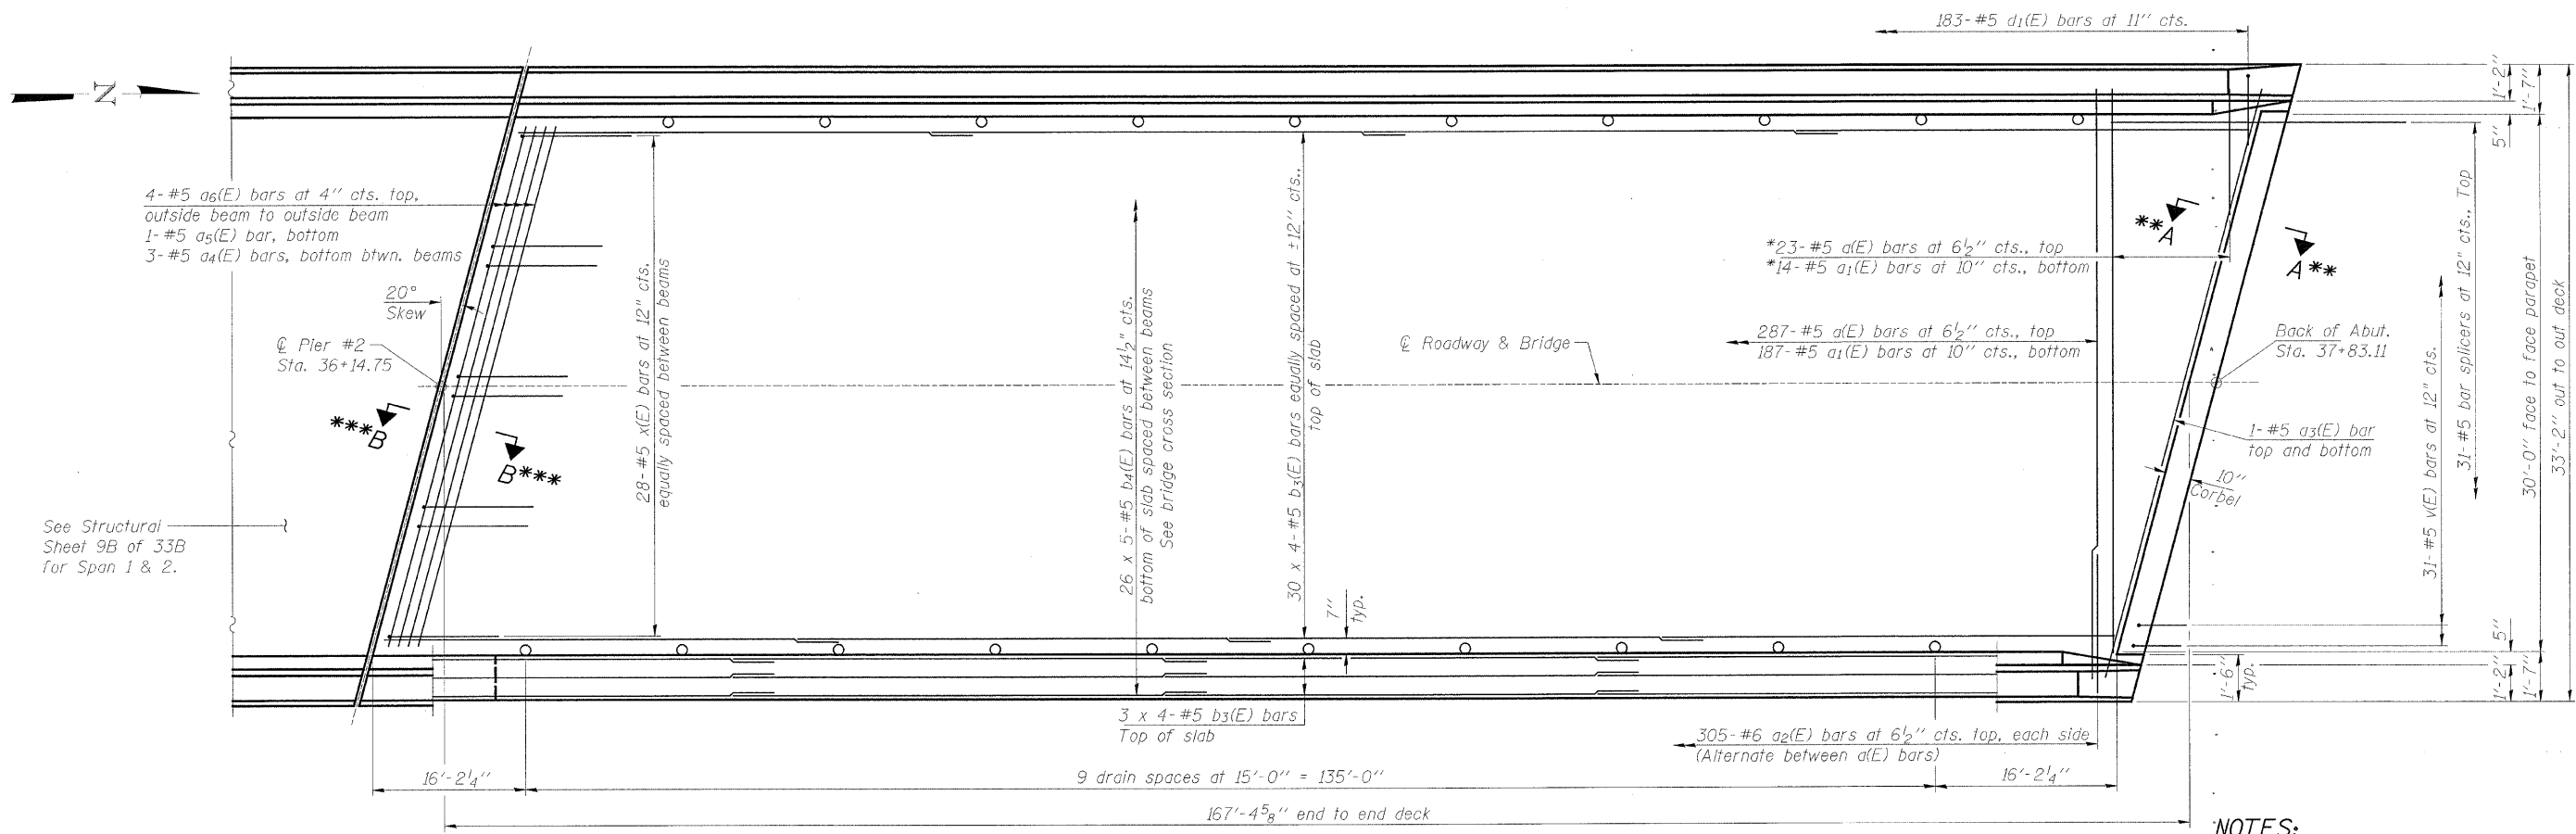 183-#5 d1(E) bars at 11" cts.
N
1'-2"
1'-7"
5"
4-#5 a6(E) bars at 4" cts. top,
outside beam to outside beam
1-#5 a5(E) bar, bottom
3-#5 a4(E) bars, bottom btwn. beams
20°
Skew
℄ Pier #2
Sta. 36+14.75
***B
B***
See Structural
Sheet 9B of 33B
for Span 1 & 2.
28-#5 x(E) bars at 12" cts.
equally spaced between beams
26 x 5-#5 b4(E) bars at 14½" cts.
bottom of slab spaced between beams
See bridge cross section
30 x 4-#5 b3(E) bars equally spaced at ±12" cts.,
top of slab
7"
typ.
℄ Roadway & Bridge
*23-#5 a(E) bars at 6½" cts., top
*14-#5 a1(E) bars at 10" cts., bottom
287-#5 a(E) bars at 6½" cts., top
187-#5 a1(E) bars at 10" cts., bottom
**A
A**
Back of Abut.
Sta. 37+83.11
1-#5 a3(E) bar
top and bottom
10"
Corbel
31-#5 v(E) bars at 12" cts.
31-#5 bar splicers at 12" cts., Top
30'-0" face to face parapet
33'-2" out to out deck
5"
1'-6"
typ.
1'-2"
1'-7"
3 x 4-#5 b3(E) bars
Top of slab
305-#6 a2(E) bars at 6½" cts. top, each side
(Alternate between a(E) bars)
16'-2¼"
9 drain spaces at 15'-0" = 135'-0"
16'-2¼"
167'-4⅝" end to end deck
NOTES: